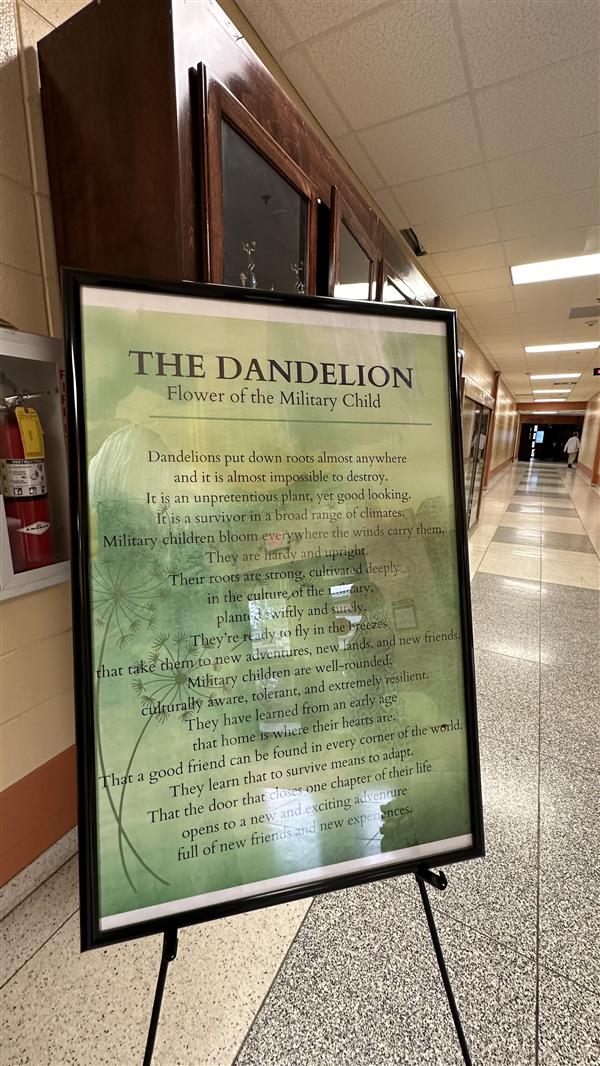 THE DANDELION
Flower of the Military Child
Dandelions put down roots almost anywhere
and it is almost impossible to destroy.
It is an unpretentious plant, yet good looking.
It is a survivor in a broad range of climates.
Military children bloom everywhere the winds carry them.
They are hardy and upright.
Their roots are strong, cultivated deeply
in the culture of the military,
planted swiftly and surely.
They're ready to fly in the breezes
that take them to new adventures, new lands, and new friends.
Military children are well-rounded,
culturally aware, tolerant, and extremely resilient.
They have learned from an early age
that home is where their hearts are.
That a good friend can be found in every corner of the world.
They learn that to survive means to adapt.
That the door that closes one chapter of their life
opens to a new and exciting adventure
full of new friends and new experiences.